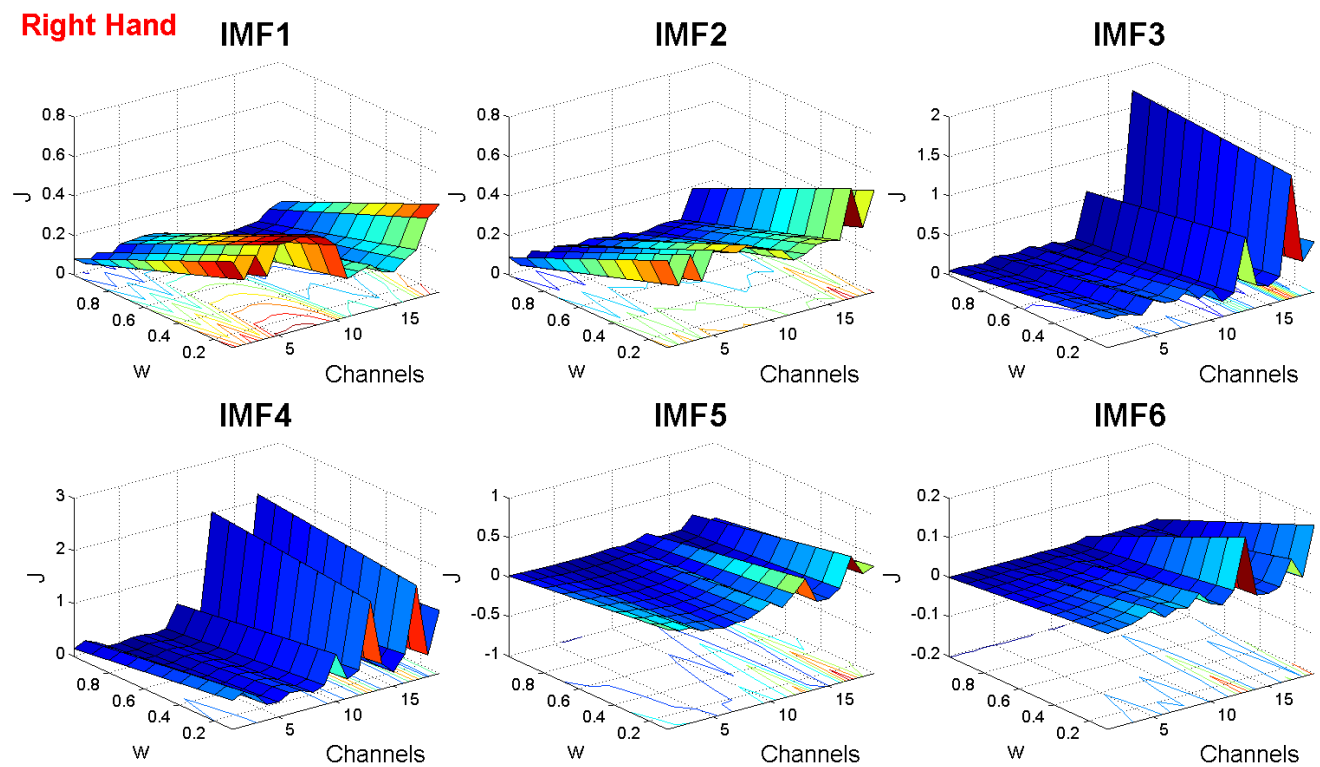 Right Hand
IMF1
IMF2
IMF3
0.8
0.6
0.4
0.2
0
J
0.8
0.6
0.4
0.2
w
5
10
15
Channels
0.8
0.6
0.4
0.2
0
J
0.8
0.6
0.4
0.2
w
5
10
15
Channels
2
1.5
1
0.5
0
J
0.8
0.6
0.4
0.2
w
5
10
15
Channels
IMF4
IMF5
IMF6
3
2
1
0
J
0.8
0.6
0.4
0.2
w
5
10
15
Channels
1
0.5
0
-0.5
-1
J
0.8
0.6
0.4
0.2
w
5
10
15
Channels
0.2
0.1
0
-0.1
-0.2
J
0.8
0.6
0.4
0.2
w
5
10
15
Channels